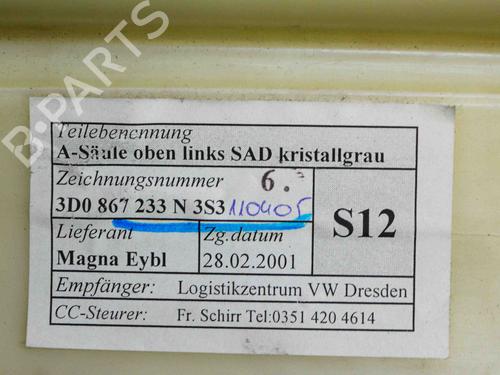 B-PARTS
Teilebenennung
A-Säule oben links SAD kristallgrau
Zeichnungsnummer 6.
3D0 867 233 N 3S3 110405
S12
Lieferant Zg.datum
Magna Eybl 28.02.2001
Empfänger: Logistikzentrum VW Dresden
CC-Steurer: Fr. Schirr Tel:0351 420 4614